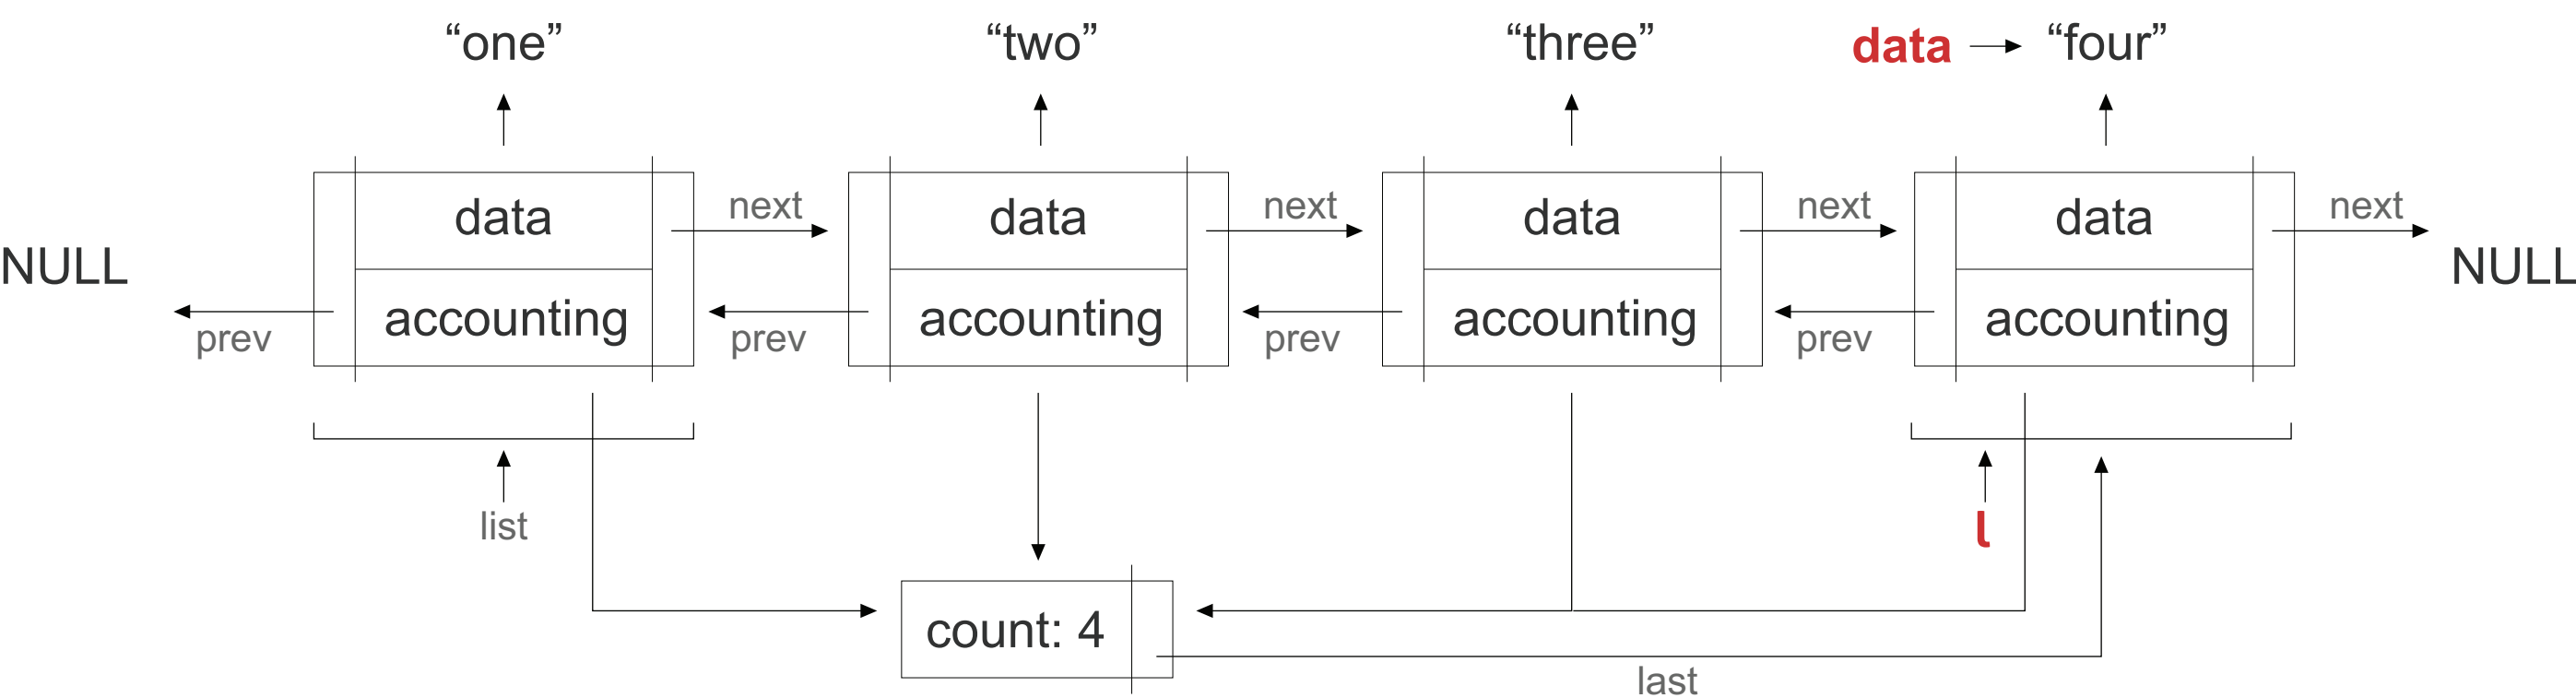 “one” “two” “three” data “four”
data next data next data next data next
NULL NULL
prev accounting prev accounting prev accounting prev accounting
list l
count: 4
last